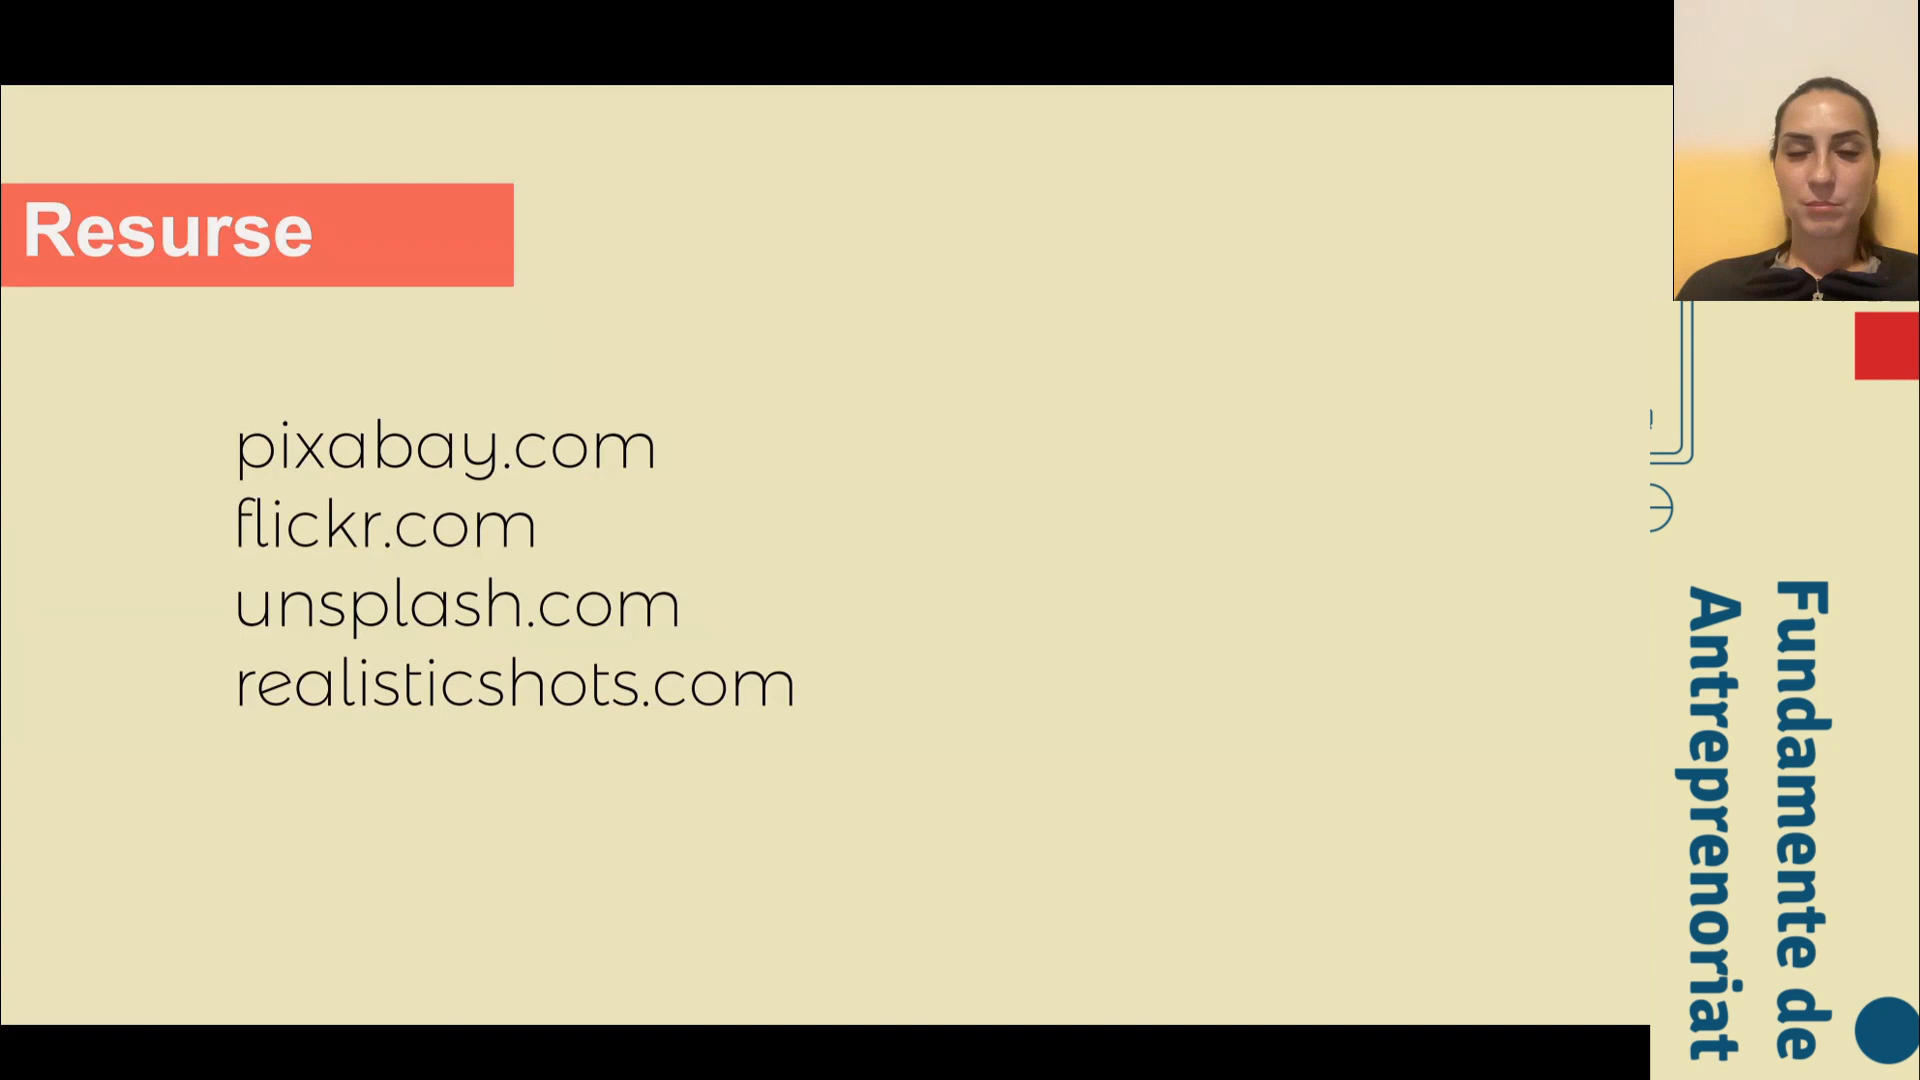 Resurse
pixabay.com
flickr.com
unsplash.com
realisticshots.com
Fundamente de
Antreprenoriat